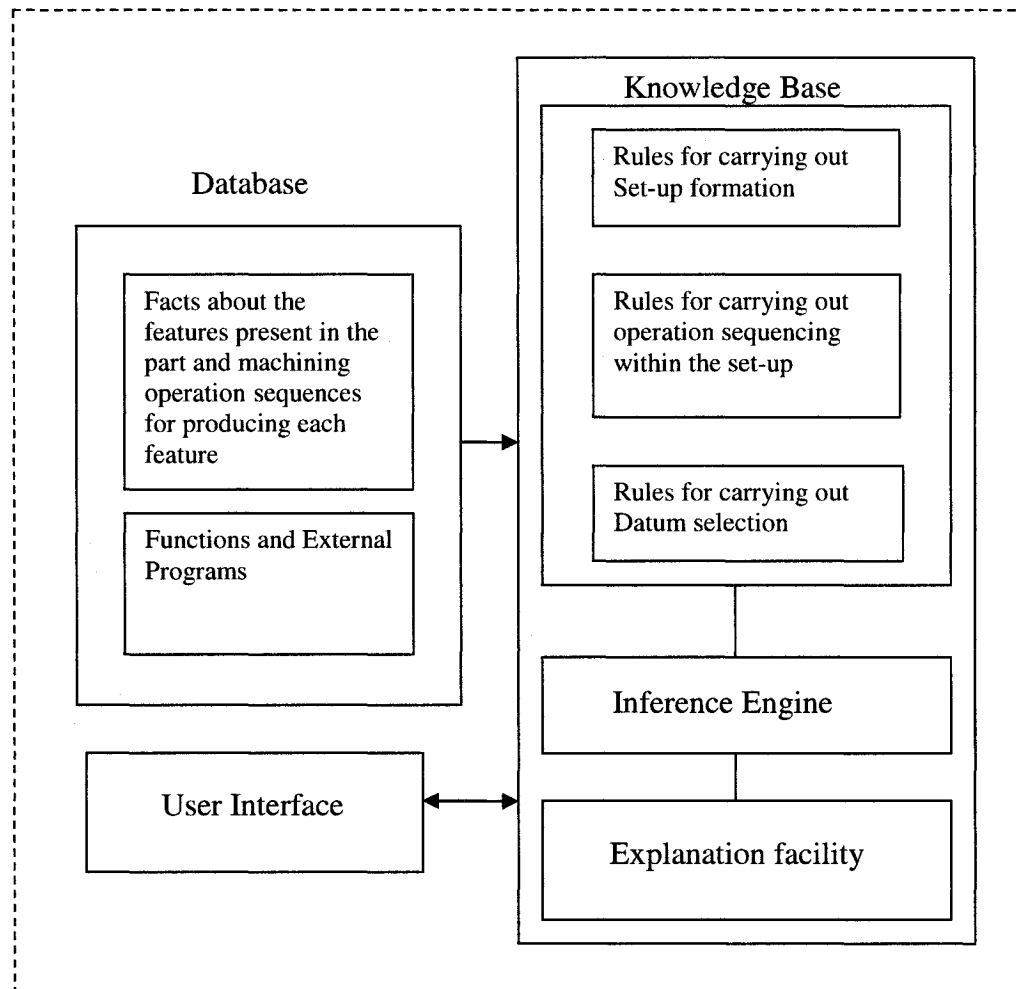 Database
Facts about the
features present in the
part and machining
operation sequences
for producing each
feature
Functions and External
Programs
User Interface
Knowledge Base
Rules for carrying out
Set-up formation
Rules for carrying out
operation sequencing
within the set-up
Rules for carrying out
Datum selection
Inference Engine
Explanation facility